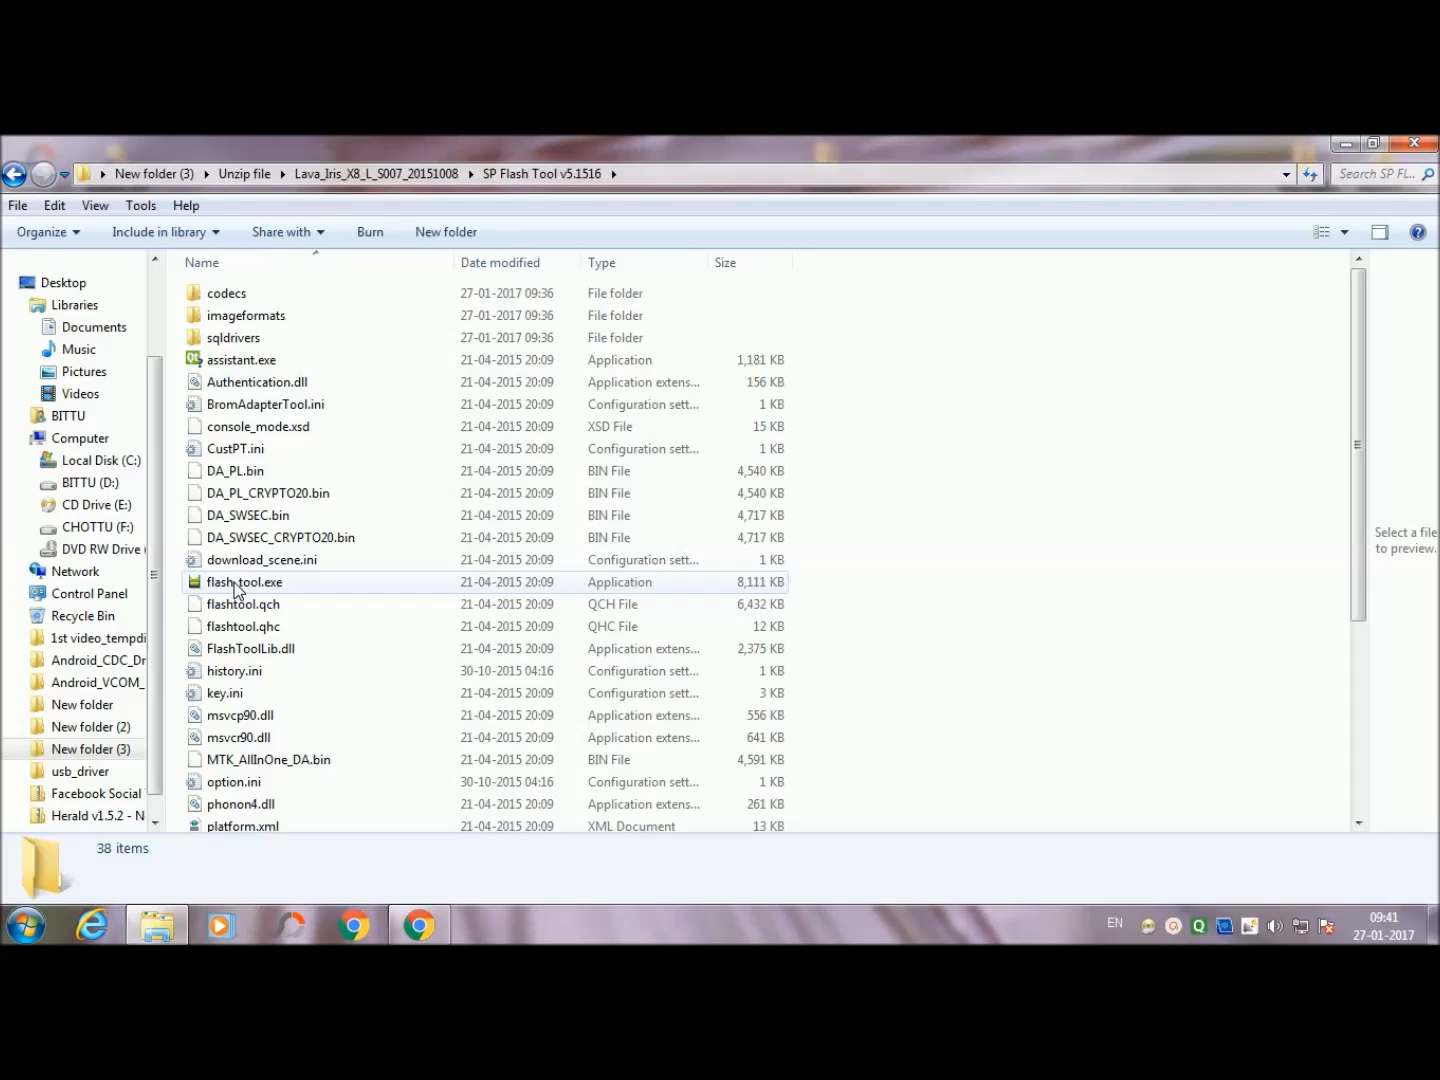 New folder (3) Unzip file Lava_Iris_X8_L_S007_20151008 SP Flash Tool v5.1516 Search SP FL...
File Edit View Tools Help
Organize Include in library Share with Burn New folder
Name Date modified Type Size
Desktop
Libraries
Documents
Music
Pictures
Videos
BITTU
Computer
Local Disk (C:)
BITTU (D:)
CD Drive (E:)
CHOTTU (F:)
DVD RW Drive (
Network
Control Panel
Recycle Bin
1st video_tempdi
Android_CDC_Dr
Android_VCOM_
New folder
New folder (2)
New folder (3)
usb_driver
Facebook Social
Herald v1.5.2 - N
codecs 27-01-2017 09:36 File folder
imageformats 27-01-2017 09:36 File folder
sqldrivers 27-01-2017 09:36 File folder
assistant.exe 21-04-2015 20:09 Application 1,181 KB
Authentication.dll 21-04-2015 20:09 Application extens... 156 KB
BromAdapterTool.ini 21-04-2015 20:09 Configuration sett... 1 KB
console_mode.xsd 21-04-2015 20:09 XSD File 15 KB
CustPT.ini 21-04-2015 20:09 Configuration sett... 1 KB
DA_PL.bin 21-04-2015 20:09 BIN File 4,540 KB
DA_PL_CRYPTO20.bin 21-04-2015 20:09 BIN File 4,540 KB
DA_SWSEC.bin 21-04-2015 20:09 BIN File 4,717 KB
DA_SWSEC_CRYPTO20.bin 21-04-2015 20:09 BIN File 4,717 KB
download_scene.ini 21-04-2015 20:09 Configuration sett... 1 KB
flash_tool.exe 21-04-2015 20:09 Application 8,111 KB
flashtool.qch 21-04-2015 20:09 QCH File 6,432 KB
flashtool.qhc 21-04-2015 20:09 QHC File 12 KB
FlashToolLib.dll 21-04-2015 20:09 Application extens... 2,375 KB
history.ini 30-10-2015 04:16 Configuration sett... 1 KB
key.ini 21-04-2015 20:09 Configuration sett... 3 KB
msvcp90.dll 21-04-2015 20:09 Application extens... 556 KB
msvcr90.dll 21-04-2015 20:09 Application extens... 641 KB
MTK_AllInOne_DA.bin 21-04-2015 20:09 BIN File 4,591 KB
option.ini 30-10-2015 04:16 Configuration sett... 1 KB
phonon4.dll 21-04-2015 20:09 Application extens... 261 KB
platform.xml 21-04-2015 20:09 XML Document 13 KB
Select a file
to preview.
38 items
EN
09:41
27-01-2017